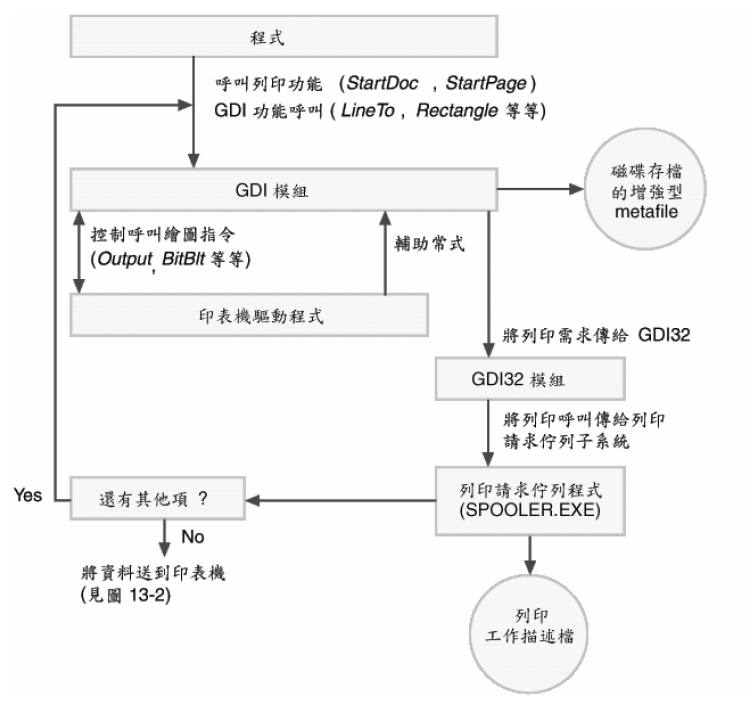 程式
呼叫列印功能 (StartDoc , StartPage)
GDI 功能呼叫 ( LineTo , Rectangle 等等)
GDI 模組
磁碟存檔
的增強型
metafile
控制呼叫繪圖指令
(Output, BitBlt 等等)
輔助常式
印表機驅動程式
將列印需求傳給 GDI32
GDI32 模組
將列印呼叫傳給列印
請求佇列子系統
Yes
還有其他項 ?
列印請求佇列程式
(SPOOLER.EXE)
No
將資料送到印表機
(見圖 13-2)
列印
工作描述檔